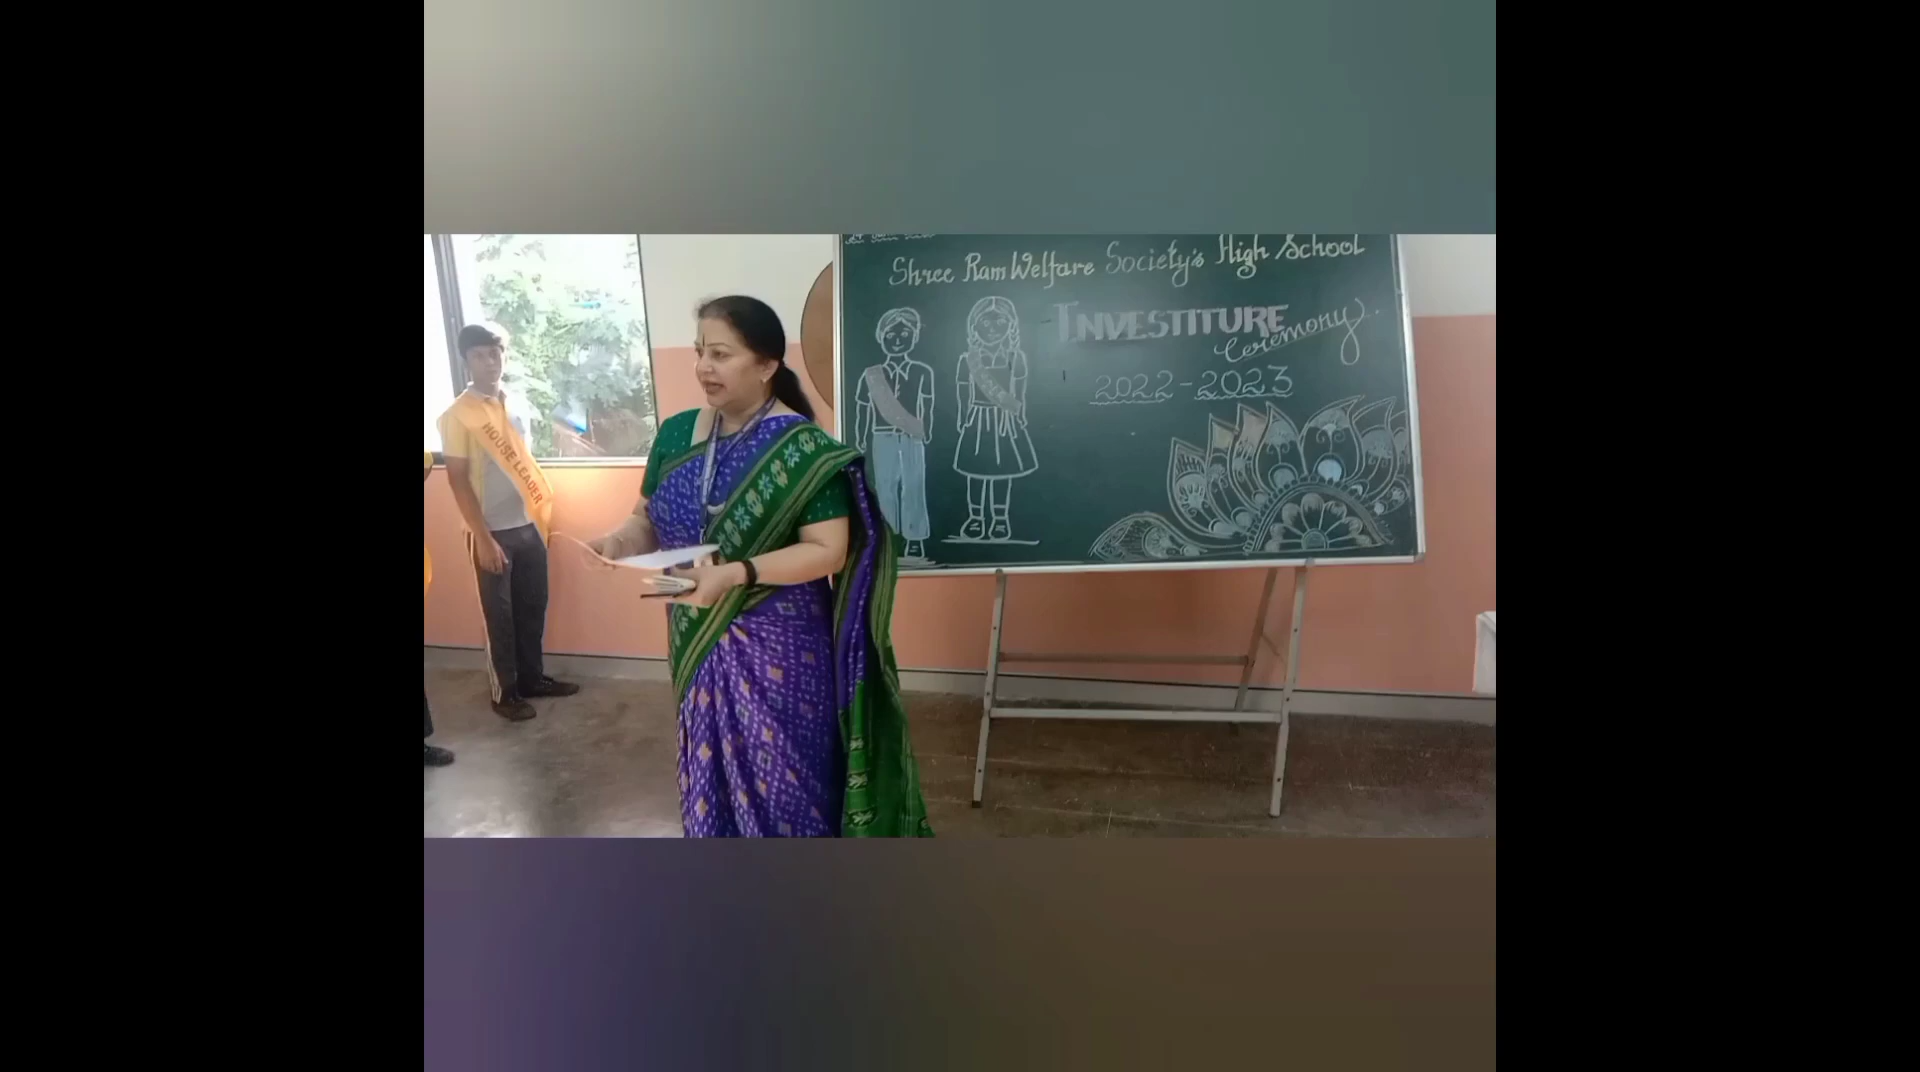 Shree Ram Welfare Society's High School
INVESTITURE
Ceremony..
2022-2023
HOUSE LEADER